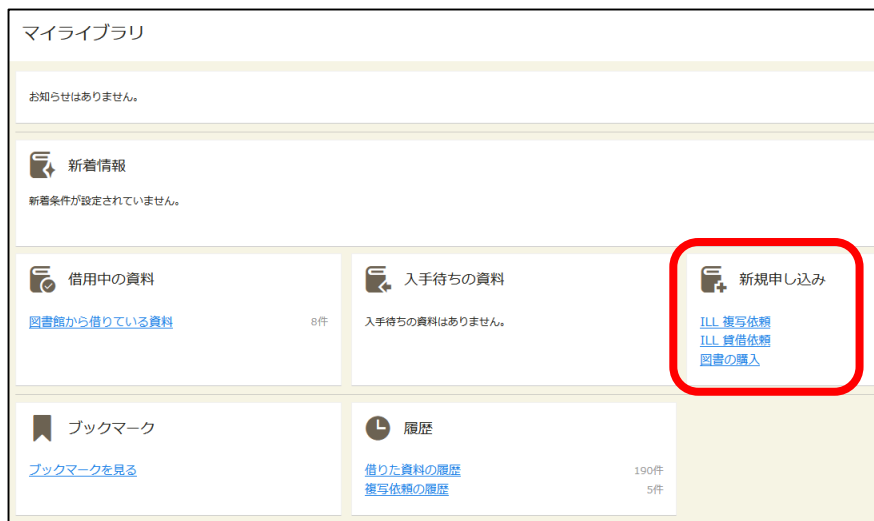 マイライブラリ
お知らせはありません。
新着情報
新着条件が設定されていません。
借用中の資料
図書館から借りている資料 8件
入手待ちの資料
入手待ちの資料はありません。
新規申し込み
ILL 複写依頼
ILL 貸借依頼
図書の購入
ブックマーク
ブックマークを見る
履歴
借りた資料の履歴 190件
複写依頼の履歴 5件